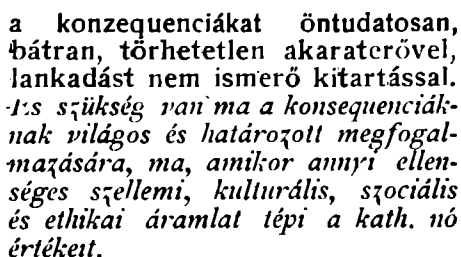 a konzequenciákat öntudatosan,
bátran, törhetetlen akaraterővel,
lankadást nem ismerő kitartással.
És szükség van ma a konsequenciák-
nak világos és határozott megfogal-
mazására, ma, amikor annyi ellen-
séges szellemi, kulturális, szociális
és ethikai áramlat tépi a kath. nó
értékeit.